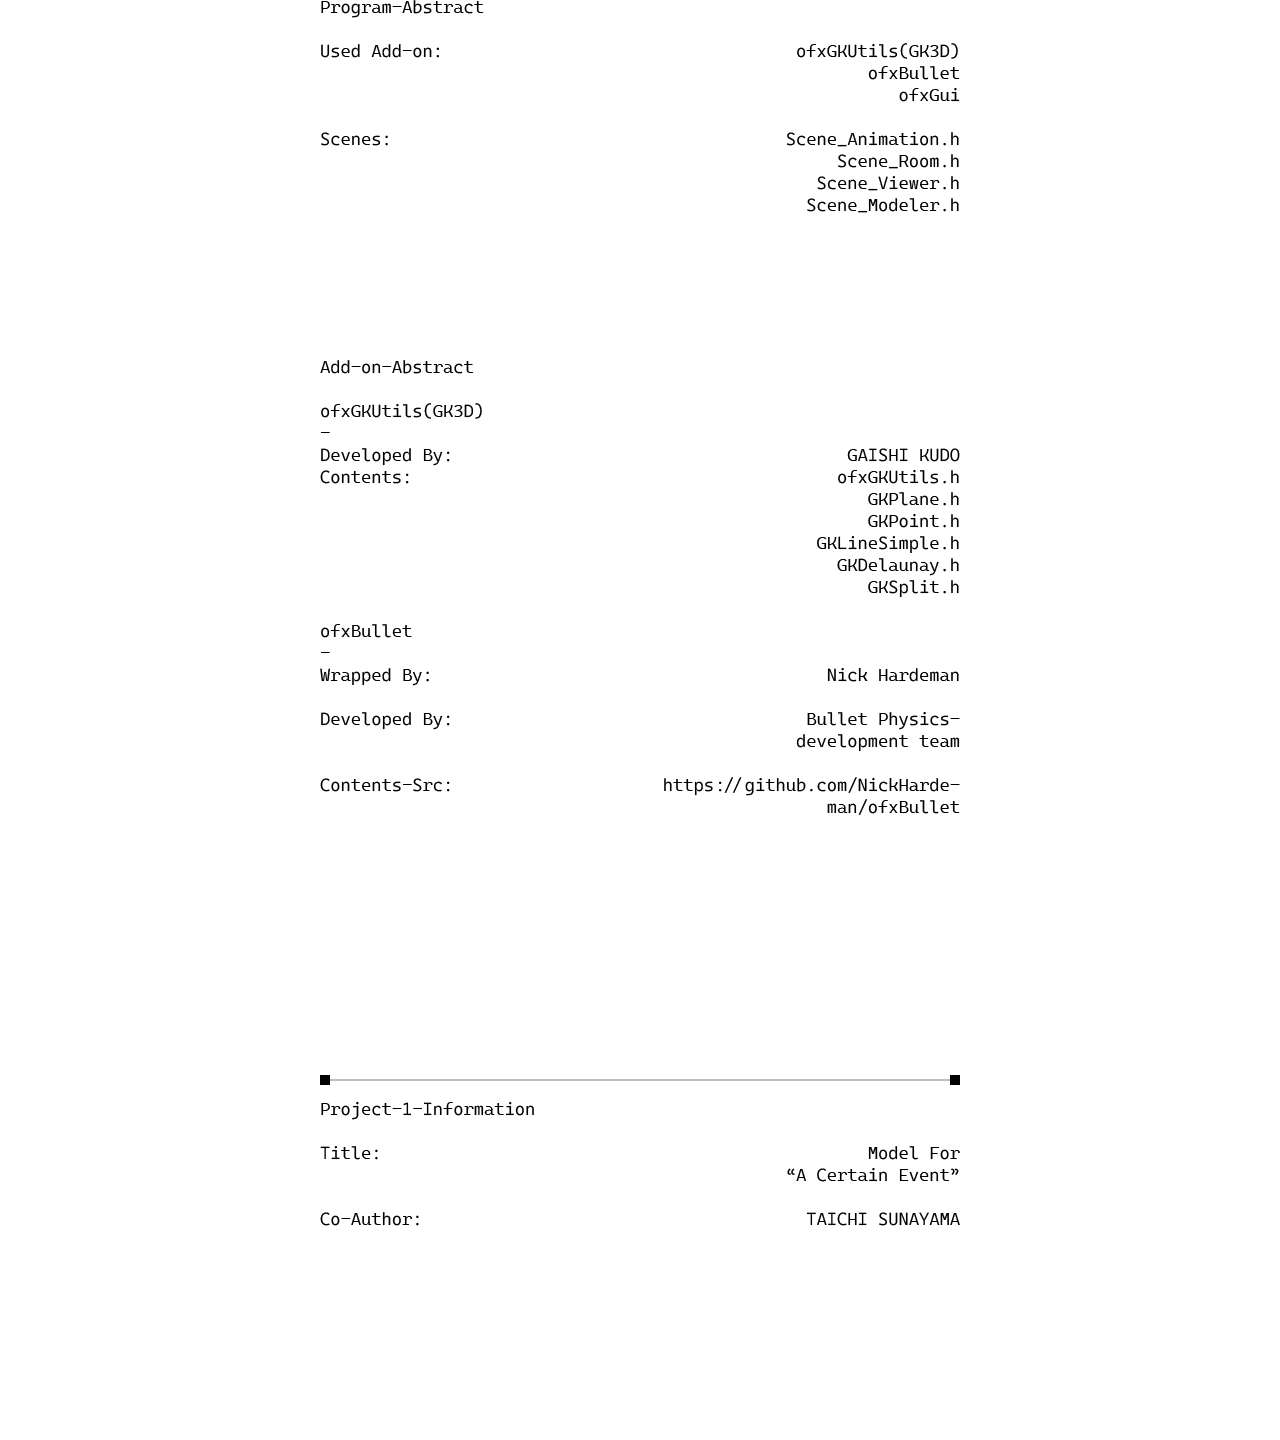 Program-Abstract
Used Add-on: ofxGKUtils(GK3D)
ofxBullet
ofxGui
Scenes: Scene_Animation.h
Scene_Room.h
Scene_Viewer.h
Scene_Modeler.h
Add-on-Abstract
ofxGKUtils(GK3D)
-
Developed By: GAISHI KUDO
Contents: ofxGKUtils.h
GKPlane.h
GKPoint.h
GKLineSimple.h
GKDelaunay.h
GKSplit.h
ofxBullet
-
Wrapped By: Nick Hardeman
Developed By: Bullet Physics-
development team
Contents-Src: https://github.com/NickHarde-
man/ofxBullet
Project-1-Information
Title: Model For
“A Certain Event”
Co-Author: TAICHI SUNAYAMA